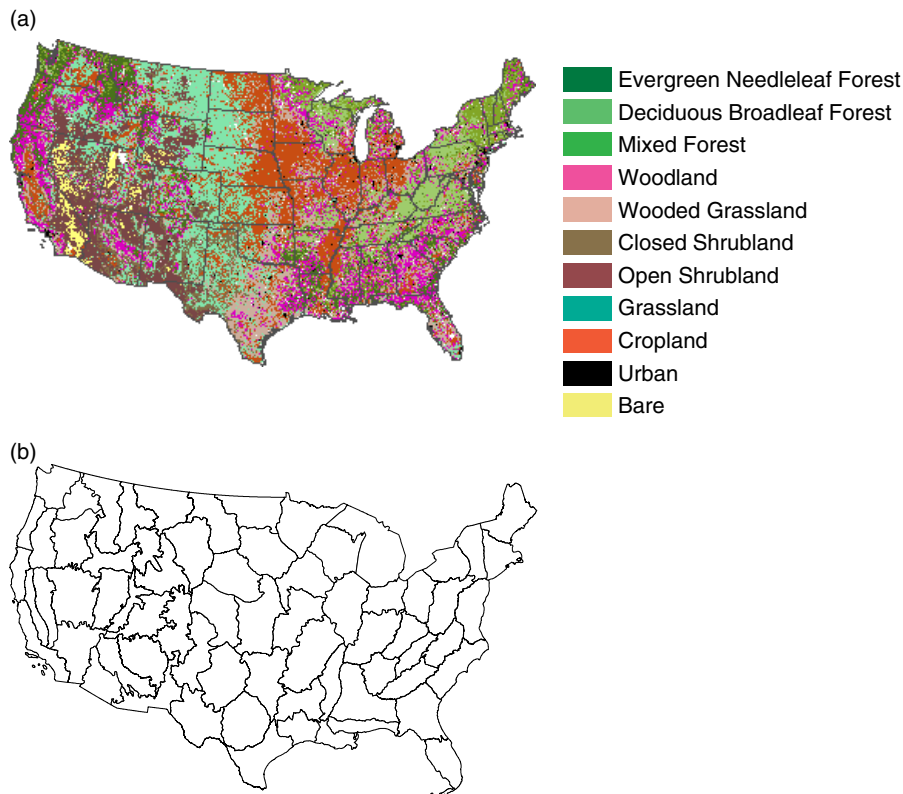 (a)
Evergreen Needleleaf Forest
Deciduous Broadleaf Forest
Mixed Forest
Woodland
Wooded Grassland
Closed Shrubland
Open Shrubland
Grassland
Cropland
Urban
Bare
(b)